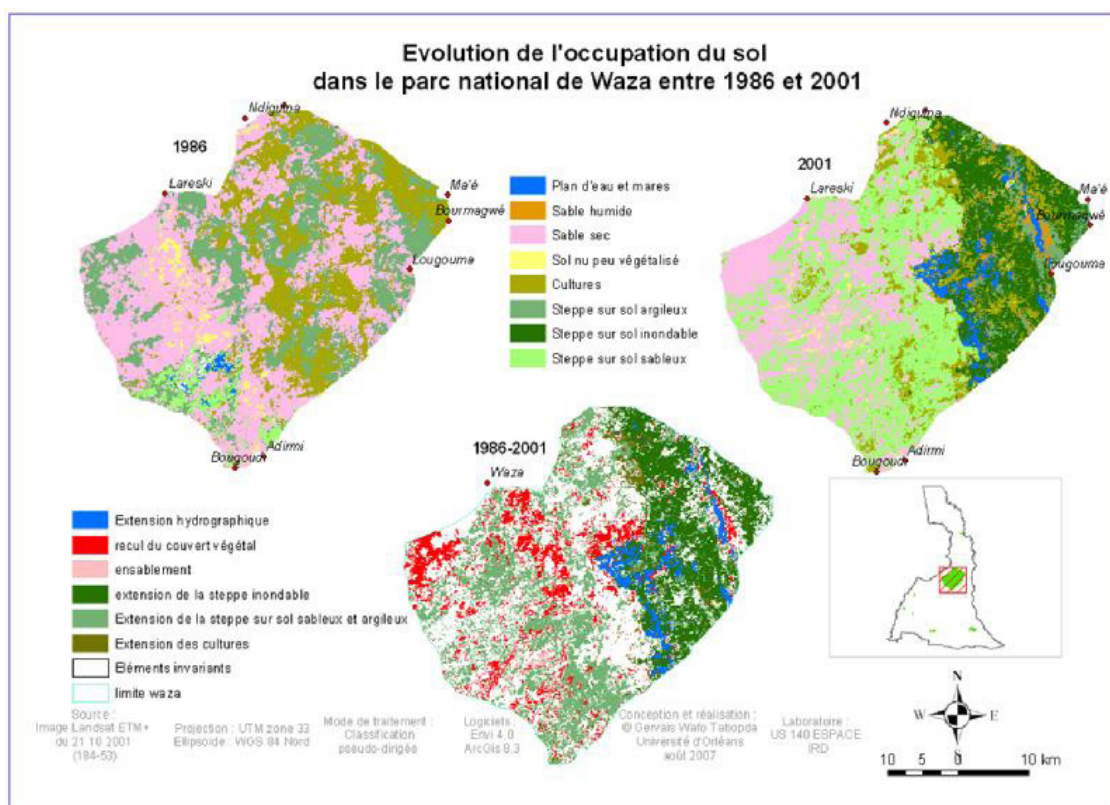 Evolution de l'occupation du sol
dans le parc national de Waza entre 1986 et 2001
1986
Ndiguina
Lareski
Ma'è
Bourmagwé
Lougouma
Bougoudi
Adirmi
Plan d'eau et mares
Sable humide
Sable sec
Sol nu peu végétalisé
Cultures
Steppe sur sol argileux
Steppe sur sol inondable
Steppe sur sol sableux
2001
Ndiguina
Lareski
Ma'è
Bourmagwé
Lougouma
Bougoudi
Adirmi
1986-2001
Waza
Extension hydrographique
recul du couvert végétal
ensablement
extension de la steppe inondable
Extension de la steppe sur sol sableux et argileux
Extension des cultures
Eléments invariants
limite waza
Source :
Image Landsat ETM+
du 21 10 2001
(184-53)
Projection : UTM zone 33
Ellipsoide : WGS 84 Nord
Mode de traitement :
Classification
pseudo-dirigée
Logiciels :
Envi 4.0
ArcGis 8.3
Conception et réalisation :
© Gervais Wafo Tabopda
Université d'Orléans
août 2007
Laboratoire :
US 140 ESPACE
IRD
N
W E
S
10 5 0 10 km